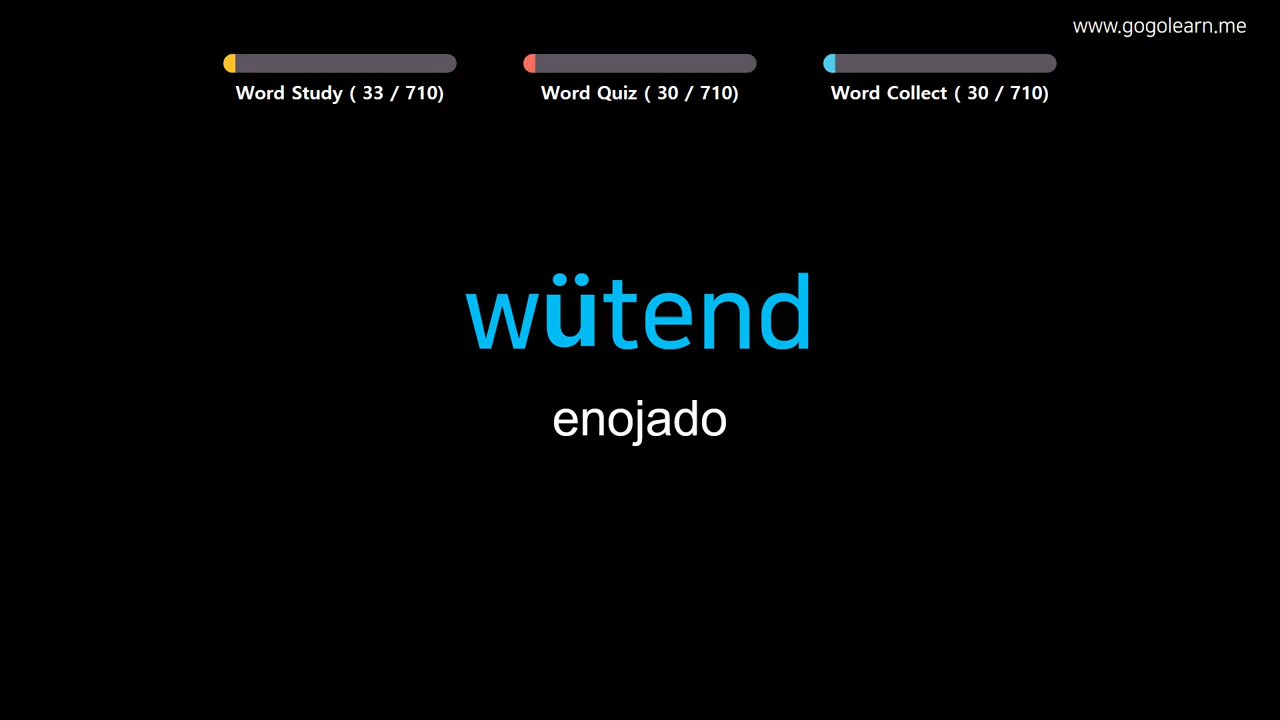 www.gogolearn.me
Word Study ( 33 / 710)
Word Quiz ( 30 / 710)
Word Collect ( 30 / 710)
wütend
enojado